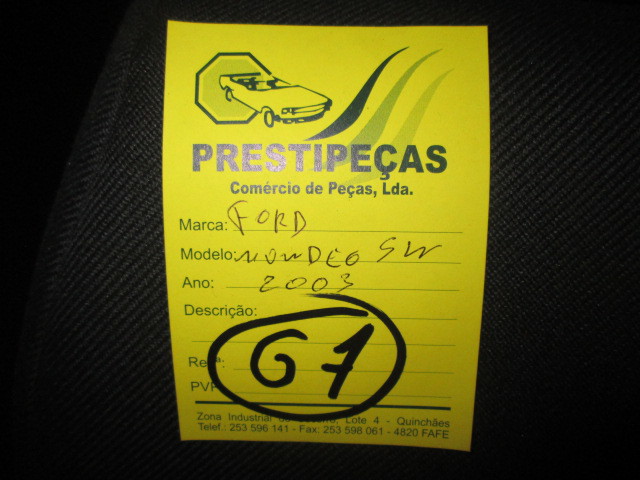 PRESTIPEÇAS
Comércio de Peças, Lda.
Marca: FORD
Modelo: MONDEO SW
Ano: 2003
Descrição:
67
PVP
Zona Industrial Lote 4 - Quinchães
Telef.: 253 596 141 - Fax: 253 598 061 - 4820 FAFE